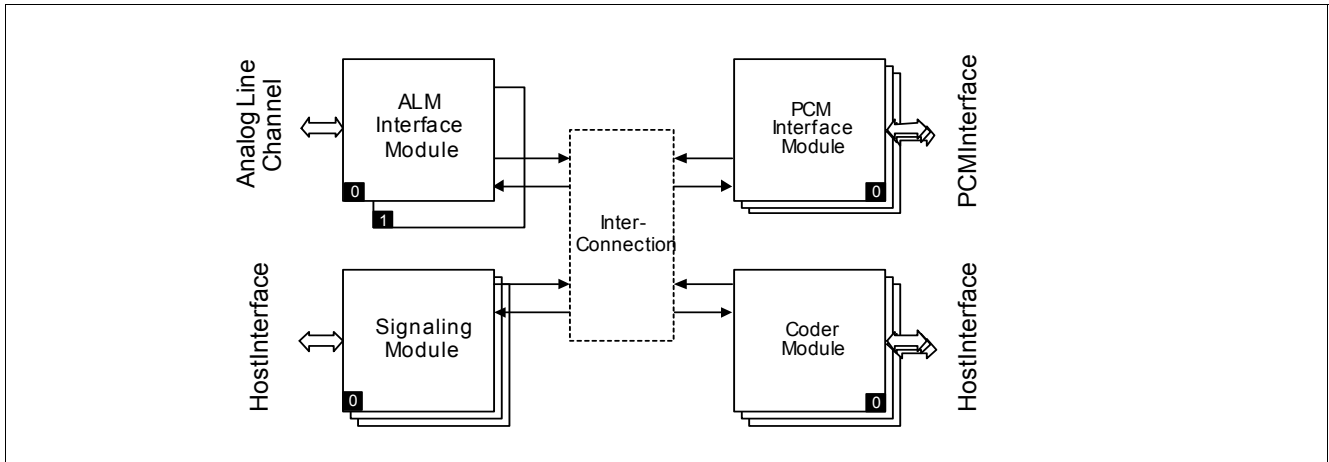 Analog Line
Channel
ALM
Interface
Module
0
1
PCM
Interface
Module
0
PCMInterface
Inter-
Connection
HostInterface
Signaling
Module
0
Coder
Module
0
HostInterface